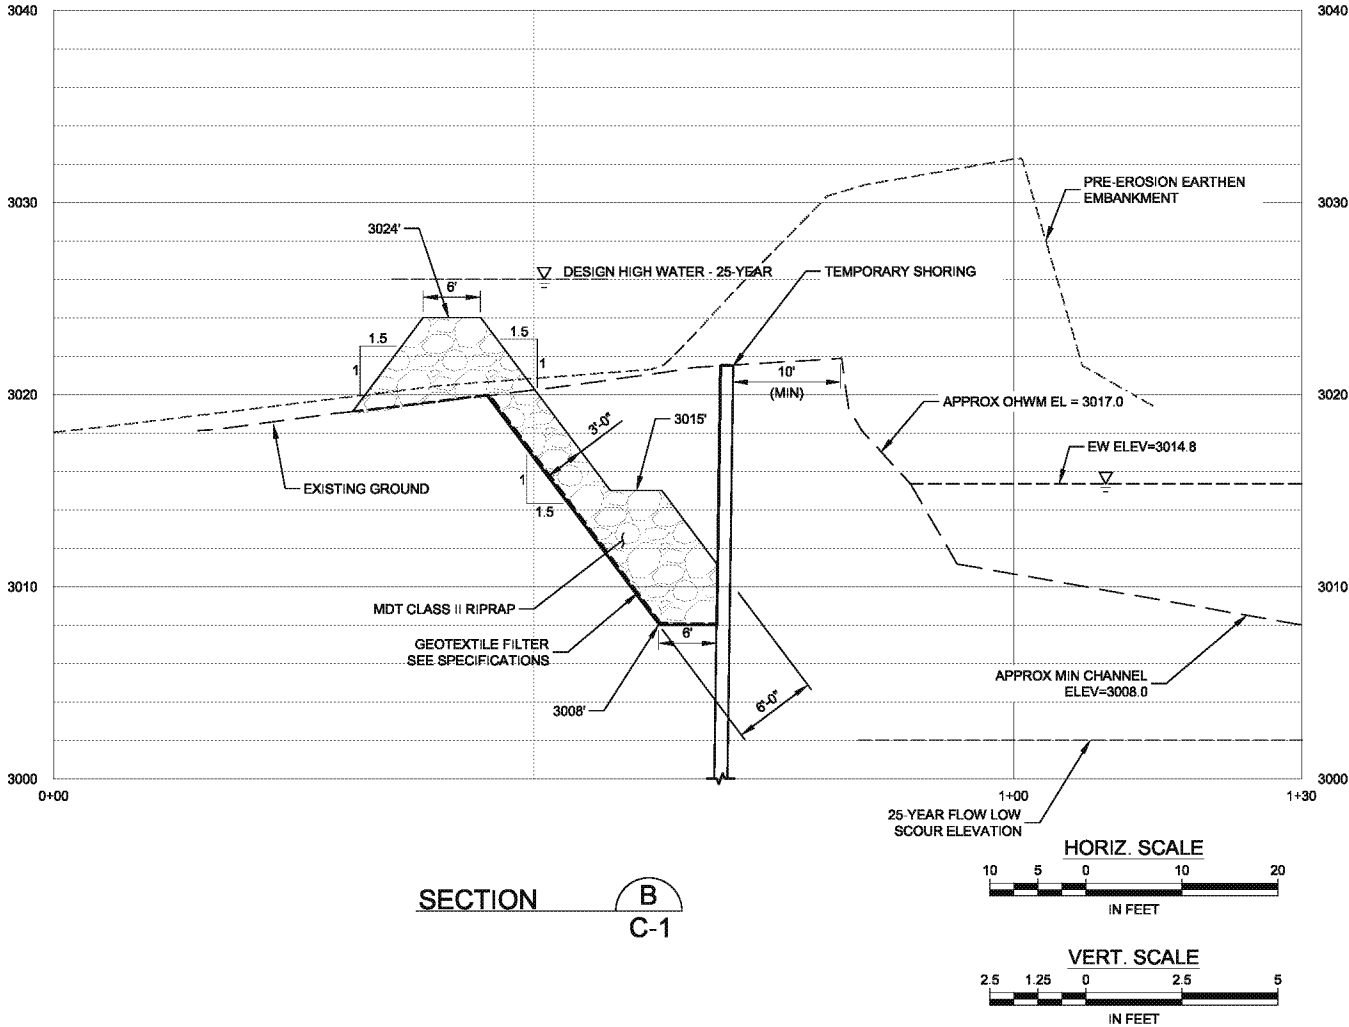 3040
3040
3030
3030
PRE-EROSION EARTHEN
EMBANKMENT
3024'
DESIGN HIGH WATER - 25-YEAR
TEMPORARY SHORING
6'
1.5
1
1.5
1
10'
(MIN)
3020
3020
APPROX OHWM EL = 3017.0
3'-0"
3015'
EW ELEV=3014.8
EXISTING GROUND
1
1.5
3010
3010
MDT CLASS II RIPRAP
GEOTEXTILE FILTER
SEE SPECIFICATIONS
6'
APPROX MIN CHANNEL
ELEV=3008.0
3008'
6'-0"
3000
3000
0+00
1+00
1+30
25-YEAR FLOW LOW
SCOUR ELEVATION
HORIZ. SCALE
10 5 0 10 20
IN FEET
SECTION B
C-1
VERT. SCALE
2.5 1.25 0 2.5 5
IN FEET